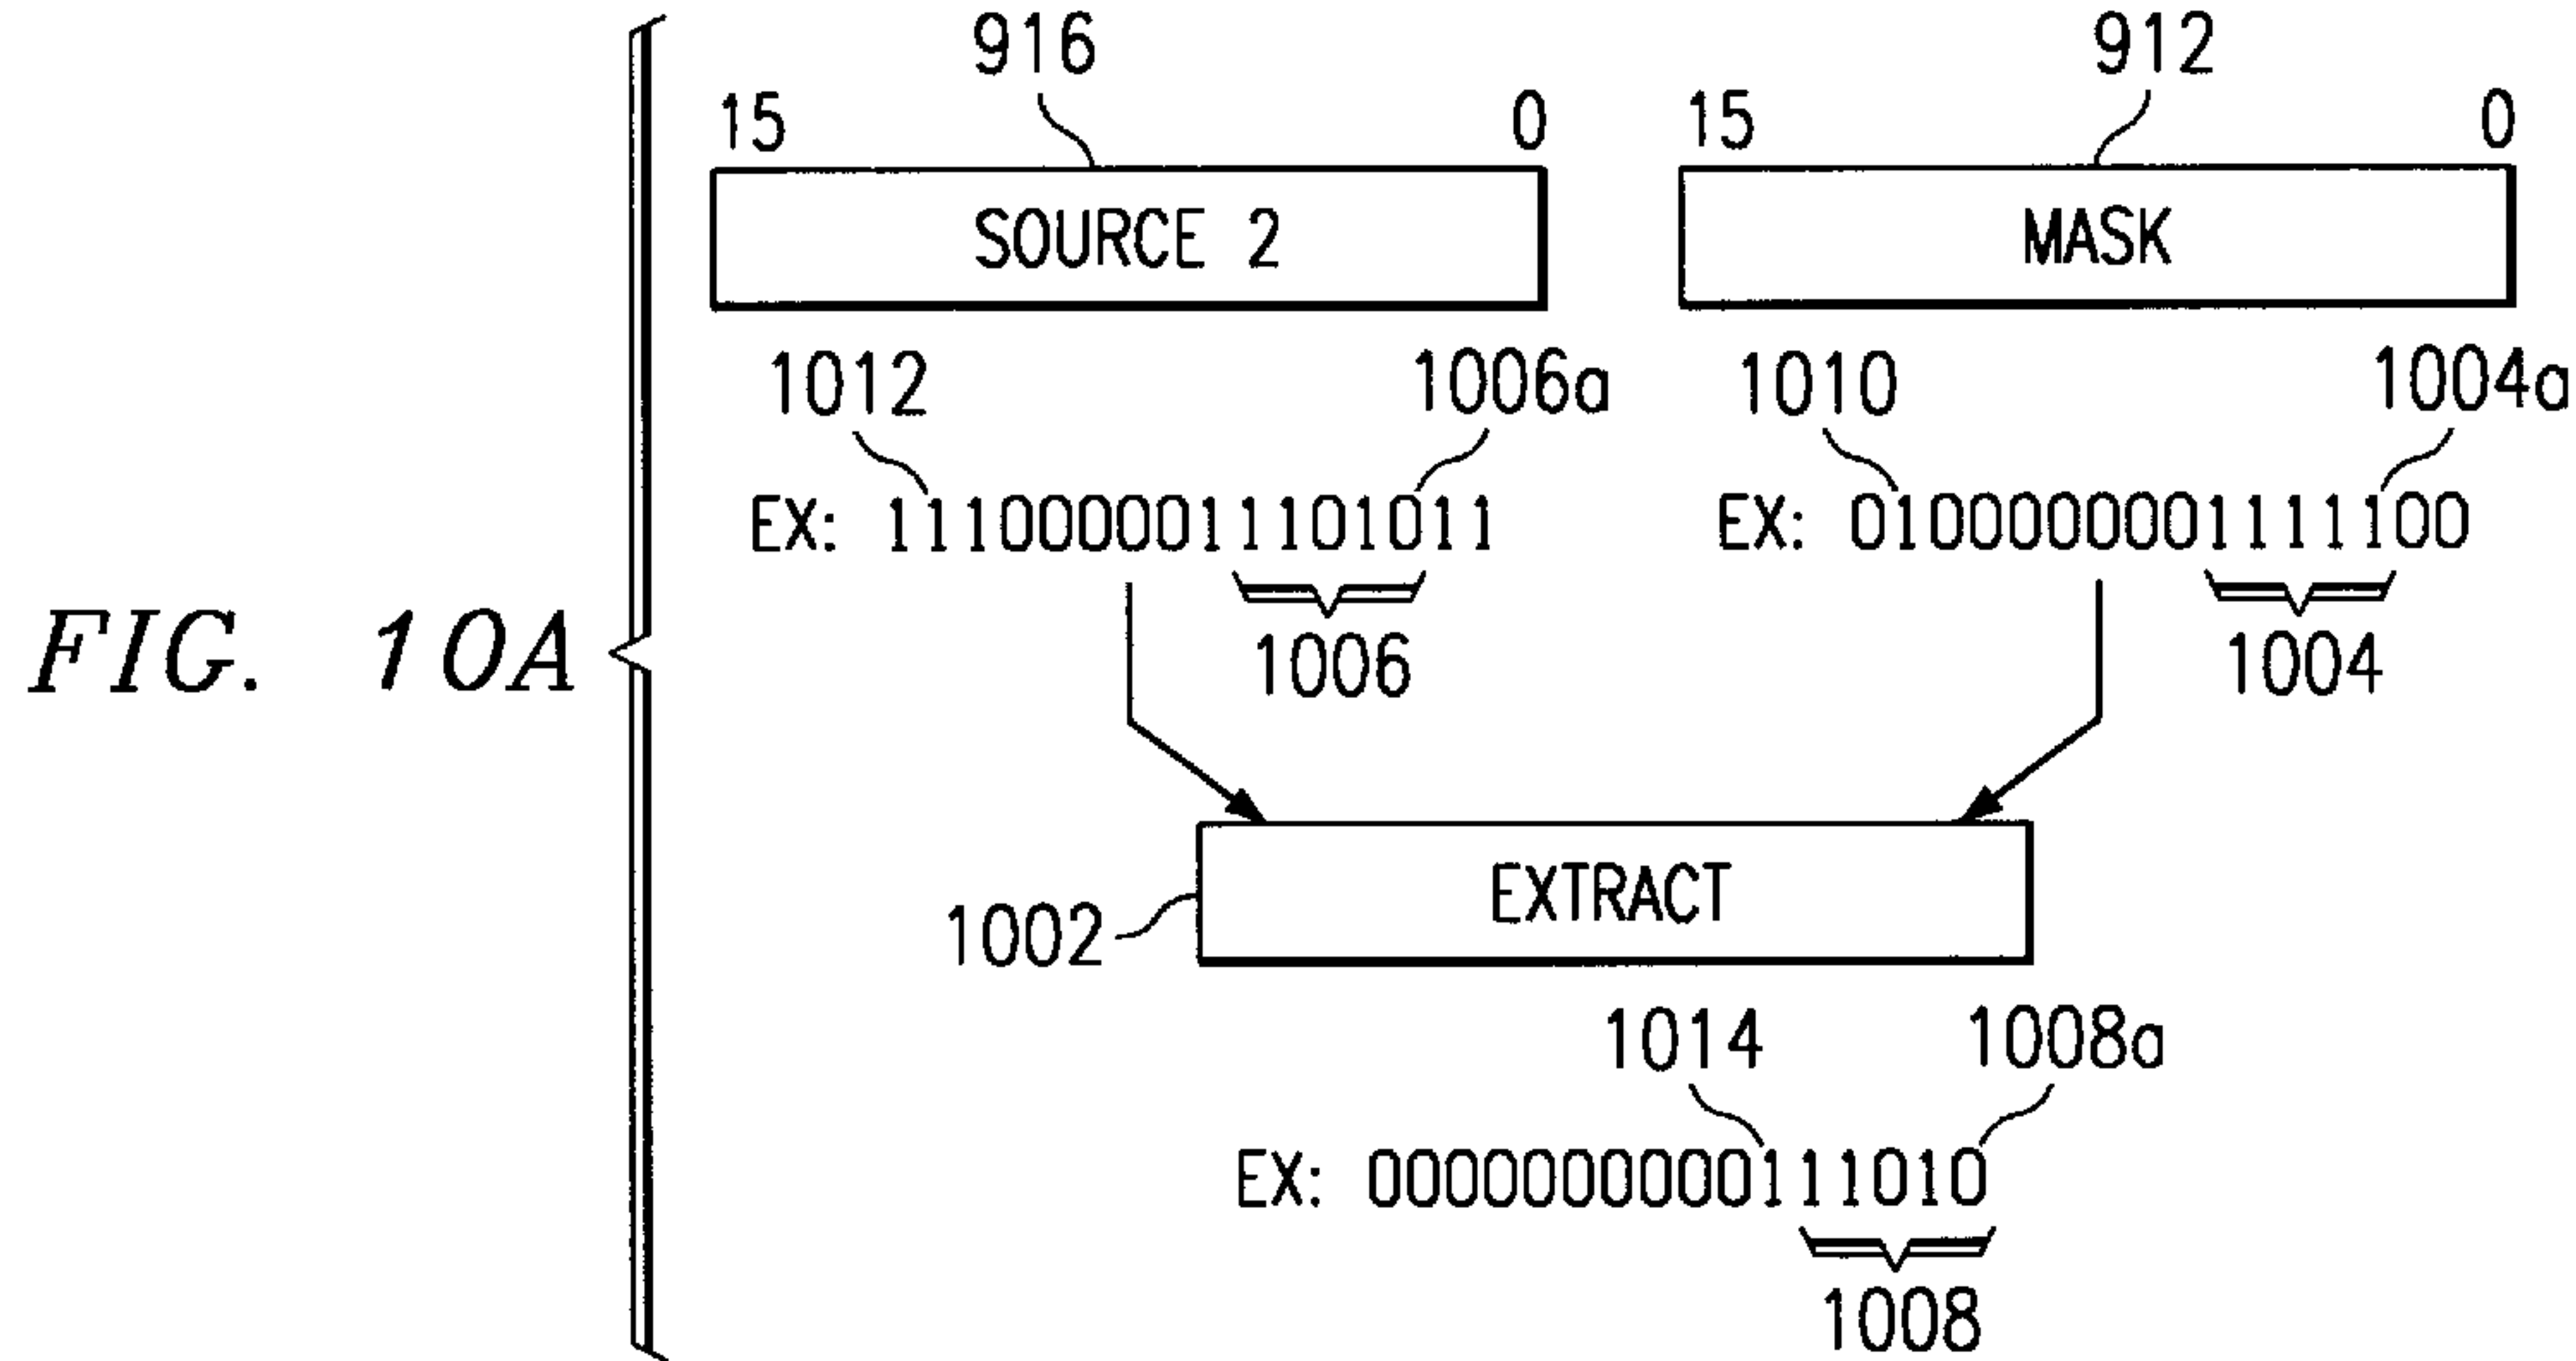 916
912
15 0 15 0
SOURCE 2 MASK
1012 1006a 1010 1004a
EX: 1110000011101011 EX: 0100000001111100
1006 1004
FIG. 10A
EXTRACT
1002
1014 1008a
EX: 0000000000111010
1008